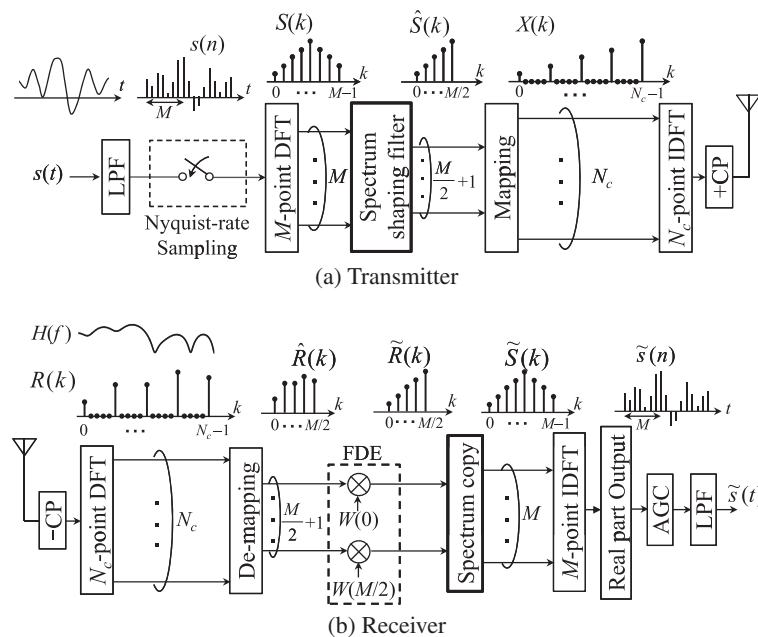 S(k) Ŝ(k) X(k)
s(n)
t t k k k
M 0 ··· M−1 0 ··· M/2 0 ··· N_c−1
s(t) LPF
Nyquist-rate Sampling
M-point DFT
M
Spectrum shaping filter
M/2 +1
Mapping
N_c
N_c-point IDFT
+CP
(a) Transmitter
H(f)
R(k) R̂(k) R̃(k) S̃(k) s̃(n)
k k k k t
0 ··· N_c−1 0 ··· M/2 0 ··· M/2 0 ··· M−1 M
−CP
N_c-point DFT
N_c
De-mapping
M/2 +1
FDE
W(0)
W(M/2)
Spectrum copy
M
M-point IDFT
Real part Output
AGC
LPF
s̃(t)
(b) Receiver